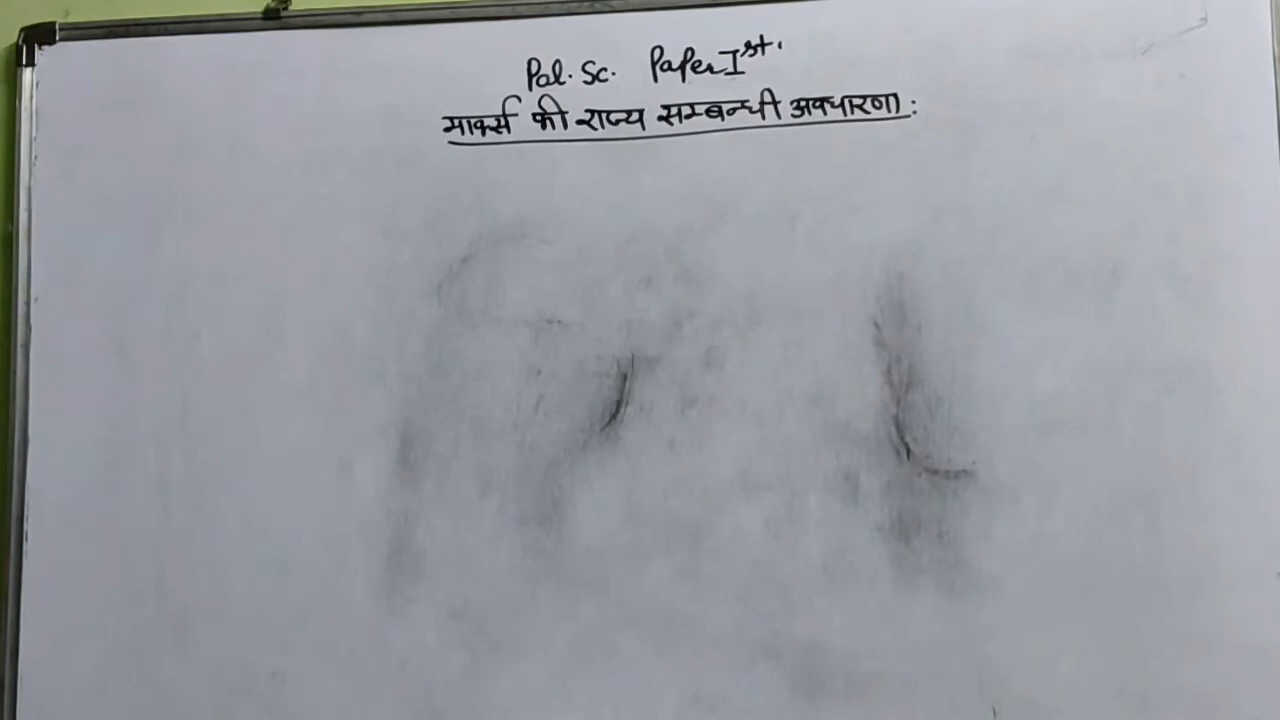 Pol. Sc. Paper Ist.
मार्क्स की राज्य सम्बन्धी अवधारणा :